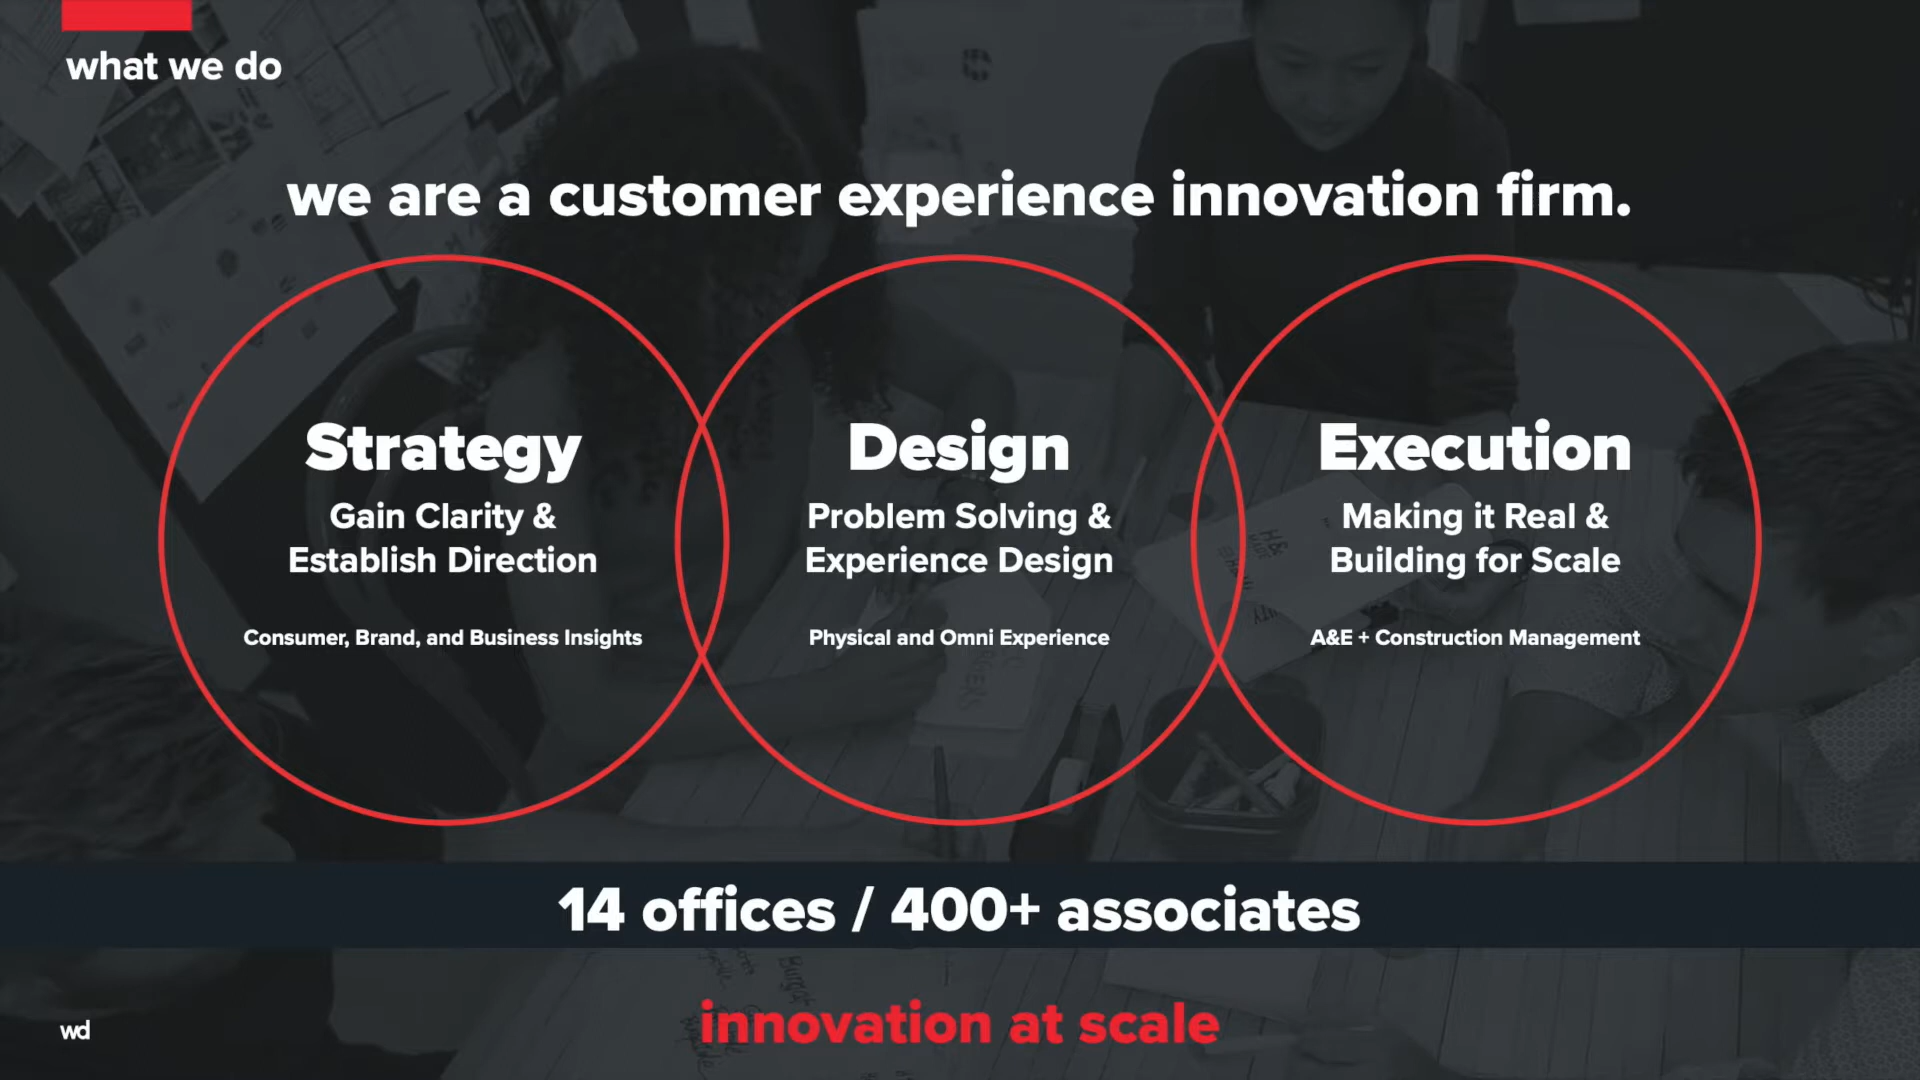 what we do
we are a customer experience innovation firm.
Strategy
Gain Clarity &
Establish Direction
Consumer, Brand, and Business Insights
Design
Problem Solving &
Experience Design
Physical and Omni Experience
Execution
Making it Real &
Building for Scale
A&E + Construction Management
14 offices / 400+ associates
innovation at scale
wd